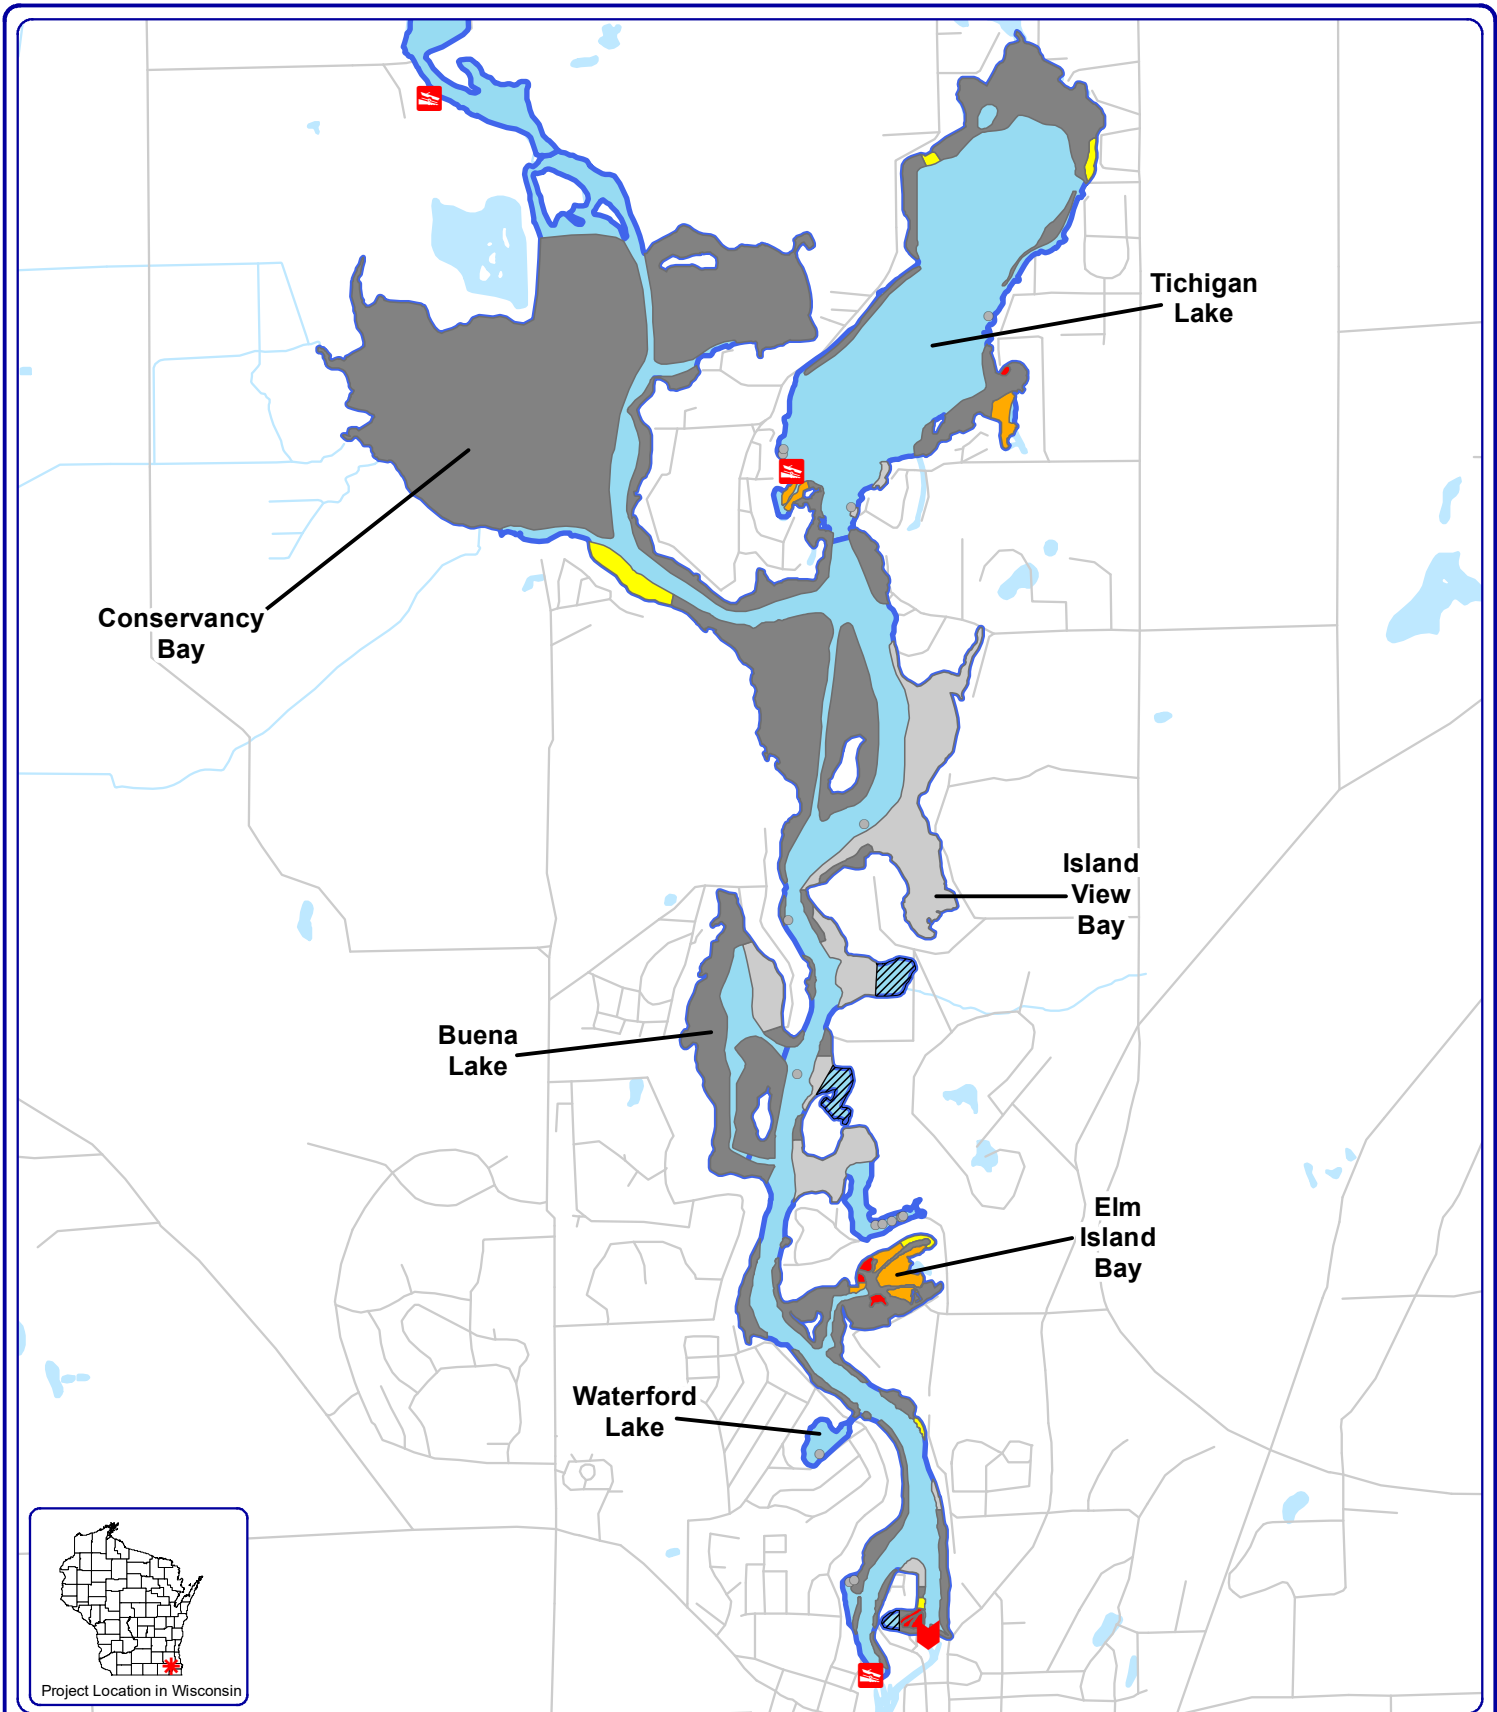 Tichigan
Lake
Conservancy
Bay
Island
View
Bay
Buena
Lake
Elm
Island
Bay
Waterford
Lake
Project Location in Wisconsin